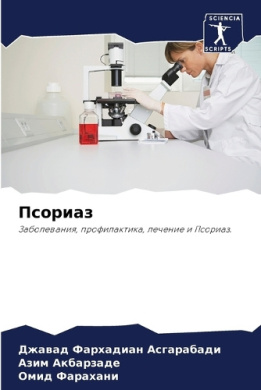 SCIENCIA
SCRIPTS
Псориаз
Заболевания, профилактика, лечение и Псориаз.
Джавад Фархадиан Асгарабади
Азим Акбарзаде
Омид Фарахани